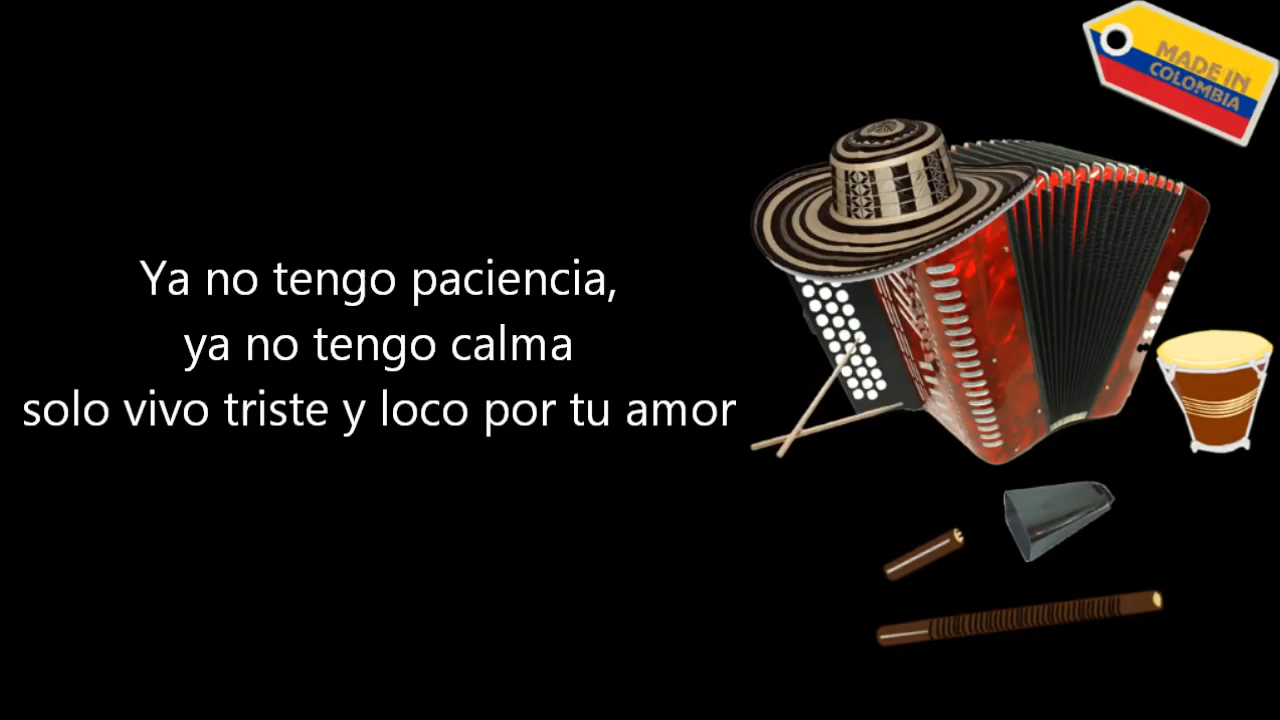 MADE IN
COLOMBIA
Ya no tengo paciencia,
ya no tengo calma
solo vivo triste y loco por tu amor